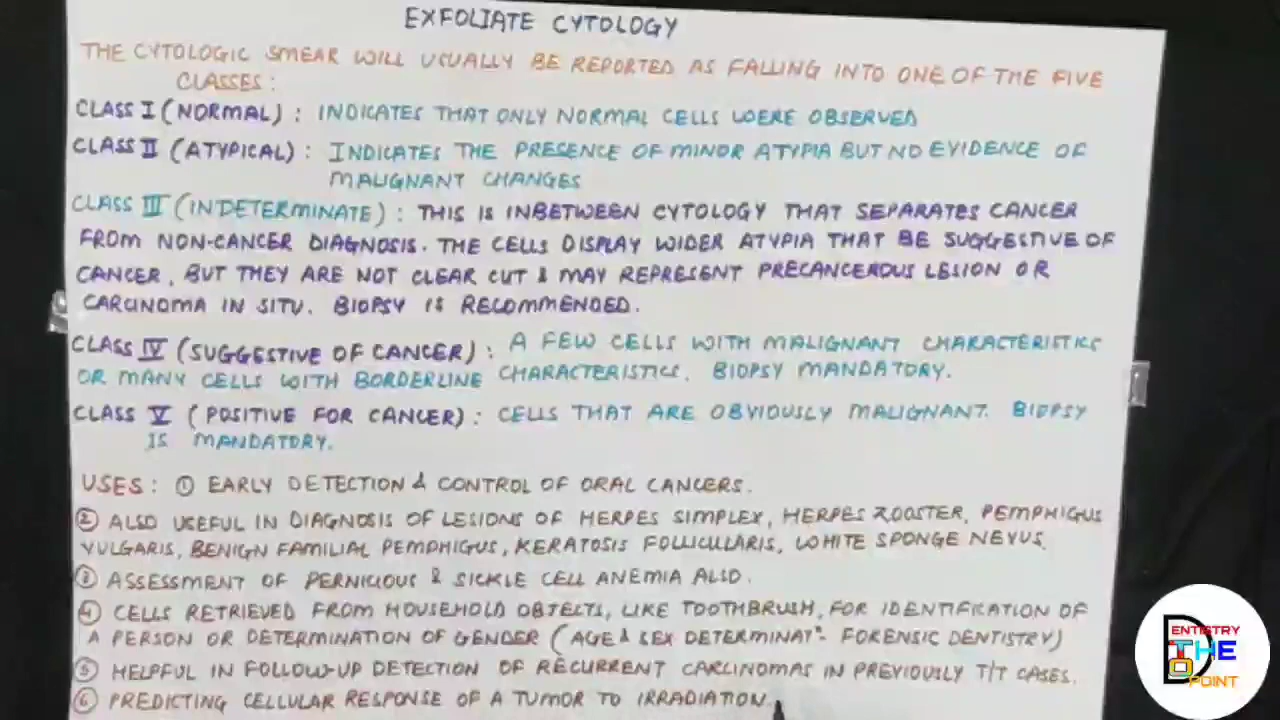 EXFOLIATE CYTOLOGY
THE CYTOLOGIC SMEAR WILL USUALLY BE REPORTED AS FALLING INTO ONE OF THE FIVE
CLASSES:
CLASS I (NORMAL): INDICATES THAT ONLY NORMAL CELLS WERE OBSERVED
CLASS II (ATYPICAL): INDICATES THE PRESENCE OF MINOR ATYPIA BUT NO EVIDENCE OF
MALIGNANT CHANGES
CLASS III (INDETERMINATE): THIS IS INBETWEEN CYTOLOGY THAT SEPARATES CANCER
FROM NON-CANCER DIAGNOSIS. THE CELLS DISPLAY WIDER ATYPIA THAT BE SUGGESTIVE OF
CANCER, BUT THEY ARE NOT CLEAR CUT & MAY REPRESENT PRECANCEROUS LESION OR
CARCINOMA IN SITU. BIOPSY IS RECOMMENDED.
CLASS IV (SUGGESTIVE OF CANCER): A FEW CELLS WITH MALIGNANT CHARACTERISTICS
OR MANY CELLS WITH BORDERLINE CHARACTERISTICS. BIOPSY MANDATORY.
CLASS V (POSITIVE FOR CANCER): CELLS THAT ARE OBVIOUSLY MALIGNANT. BIOPSY
IS MANDATORY.
USES: ① EARLY DETECTION & CONTROL OF ORAL CANCERS.
② ALSO USEFUL IN DIAGNOSIS OF LESIONS OF HERPES SIMPLEX, HERPES ZOOSTER, PEMPHIGUS
VULGARIS, BENIGN FAMILIAL PEMPHIGUS, KERATOSIS FOLLICULARIS, WHITE SPONGE NEVUS.
③ ASSESSMENT OF PERNICIOUS & SICKLE CELL ANEMIA ALSO.
④ CELLS RETRIEVED FROM HOUSEHOLD OBJECTS, LIKE TOOTHBRUSH, FOR IDENTIFICATION OF
A PERSON OR DETERMINATION OF GENDER (AGE & SEX DETERMINATⁿ FORENSIC DENTISTRY)
⑤ HELPFUL IN FOLLOW-UP DETECTION OF RECURRENT CARCINOMAS IN PREVIOUSLY T/T CASES.
⑥ PREDICTING CELLULAR RESPONSE OF A TUMOR TO IRRADIATION.
DENTISTRY
THE
POINT